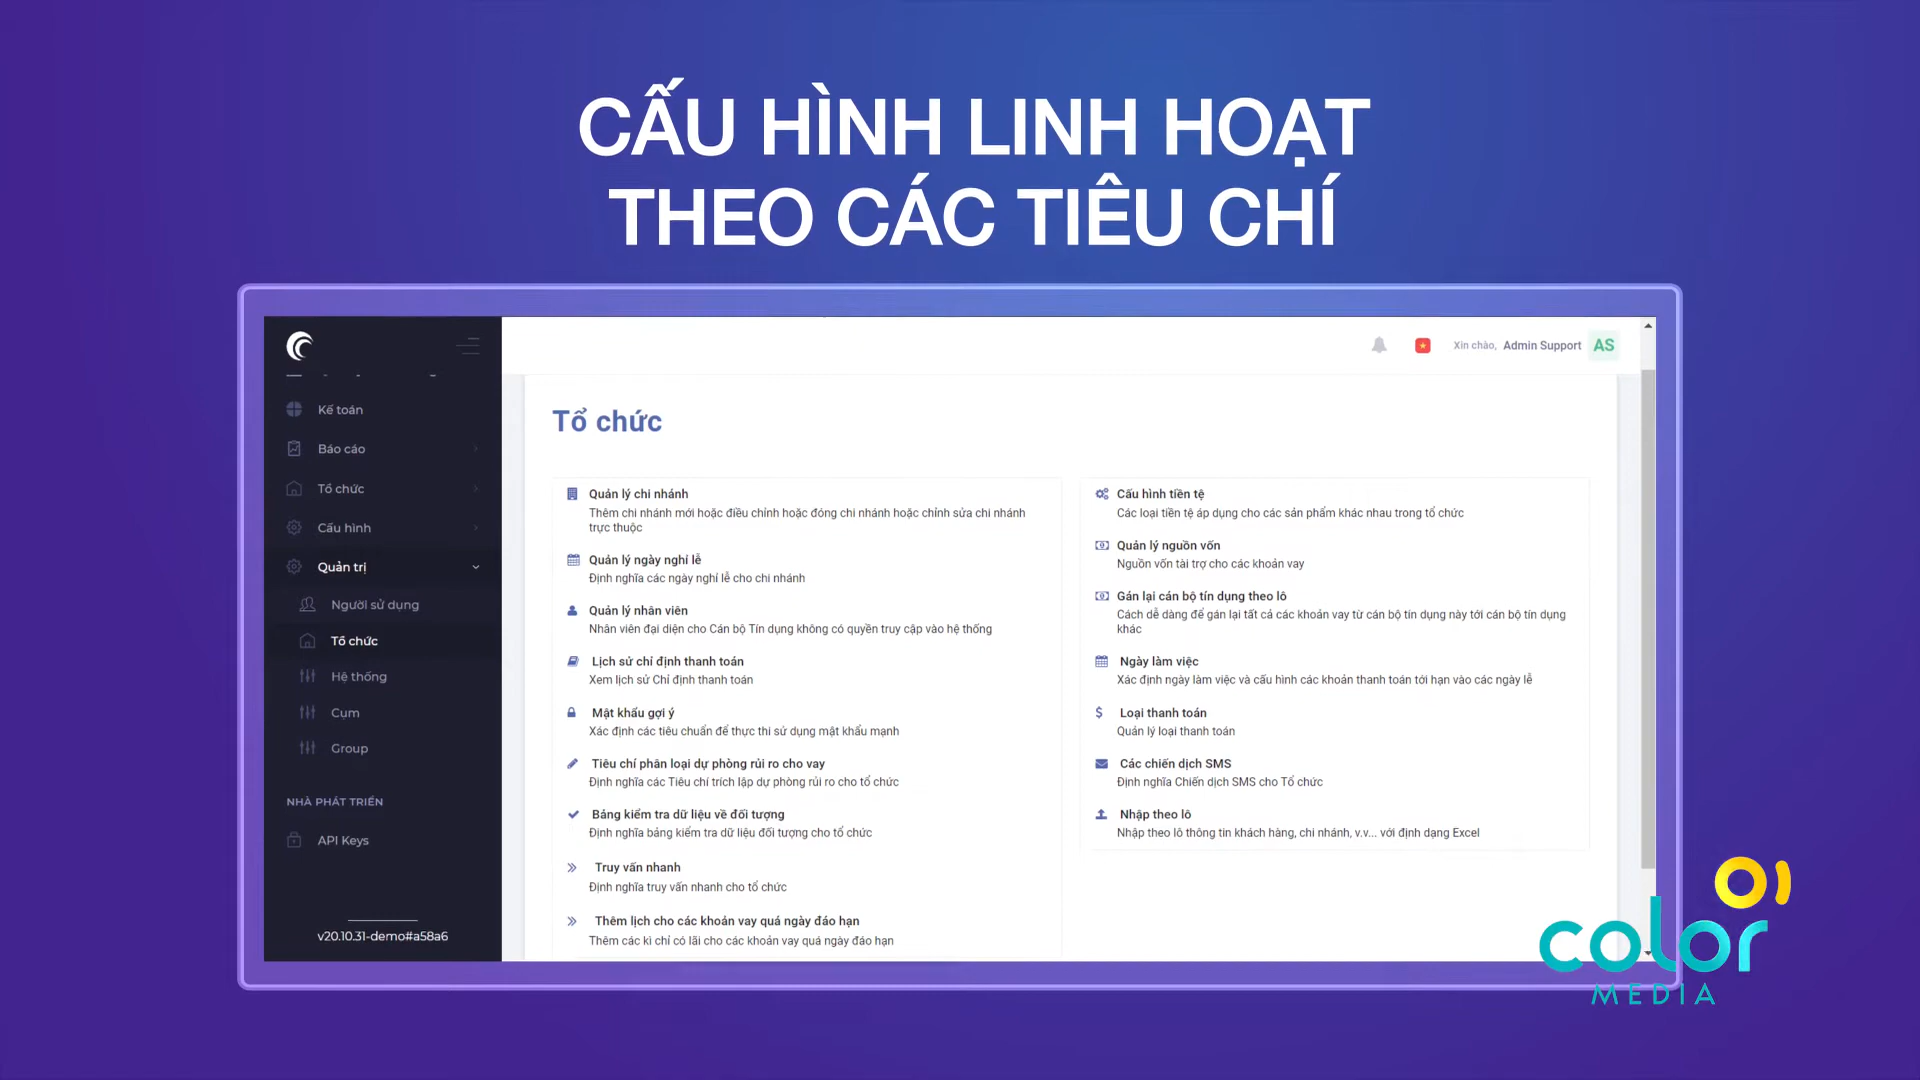 CẤU HÌNH LINH HOẠT
THEO CÁC TIÊU CHÍ
Xin chào, Admin Support AS
Kế toán
Báo cáo
Tổ chức
Cấu hình
Quản trị
Người sử dụng
Tổ chức
Hệ thống
Cụm
Group
NHÀ PHÁT TRIỂN
API Keys
v20.10.31-demo#a58a6
Tổ chức
Quản lý chi nhánh
Thêm chi nhánh mới hoặc điều chỉnh hoặc đóng chi nhánh hoặc chỉnh sửa chi nhánh
trực thuộc
Quản lý ngày nghỉ lễ
Định nghĩa các ngày nghỉ lễ cho chi nhánh
Quản lý nhân viên
Nhân viên đại diện cho Cán bộ Tín dụng không có quyền truy cập vào hệ thống
Lịch sử chỉ định thanh toán
Xem lịch sử Chỉ định thanh toán
Mật khẩu gợi ý
Xác định các tiêu chuẩn để thực thi sử dụng mật khẩu mạnh
Tiêu chí phân loại dự phòng rủi ro cho vay
Định nghĩa các Tiêu chí trích lập dự phòng rủi ro cho tổ chức
Bảng kiểm tra dữ liệu về đối tượng
Định nghĩa bảng kiểm tra dữ liệu đối tượng cho tổ chức
Truy vấn nhanh
Định nghĩa truy vấn nhanh cho tổ chức
Thêm lịch cho các khoản vay quá ngày đáo hạn
Thêm các kì chỉ có lãi cho các khoản vay quá ngày đáo hạn
Cấu hình tiền tệ
Các loại tiền tệ áp dụng cho các sản phẩm khác nhau trong tổ chức
Quản lý nguồn vốn
Nguồn vốn tài trợ cho các khoản vay
Gán lại cán bộ tín dụng theo lô
Cách dễ dàng để gán lại tất cả các khoản vay từ cán bộ tín dụng này tới cán bộ tín dụng
khác
Ngày làm việc
Xác định ngày làm việc và cấu hình các khoản thanh toán tới hạn vào các ngày lễ
Loại thanh toán
Quản lý loại thanh toán
Các chiến dịch SMS
Định nghĩa Chiến dịch SMS cho Tổ chức
Nhập theo lô
Nhập theo lô thông tin khách hàng, chi nhánh, v.v... với định dạng Excel
color
MEDIA